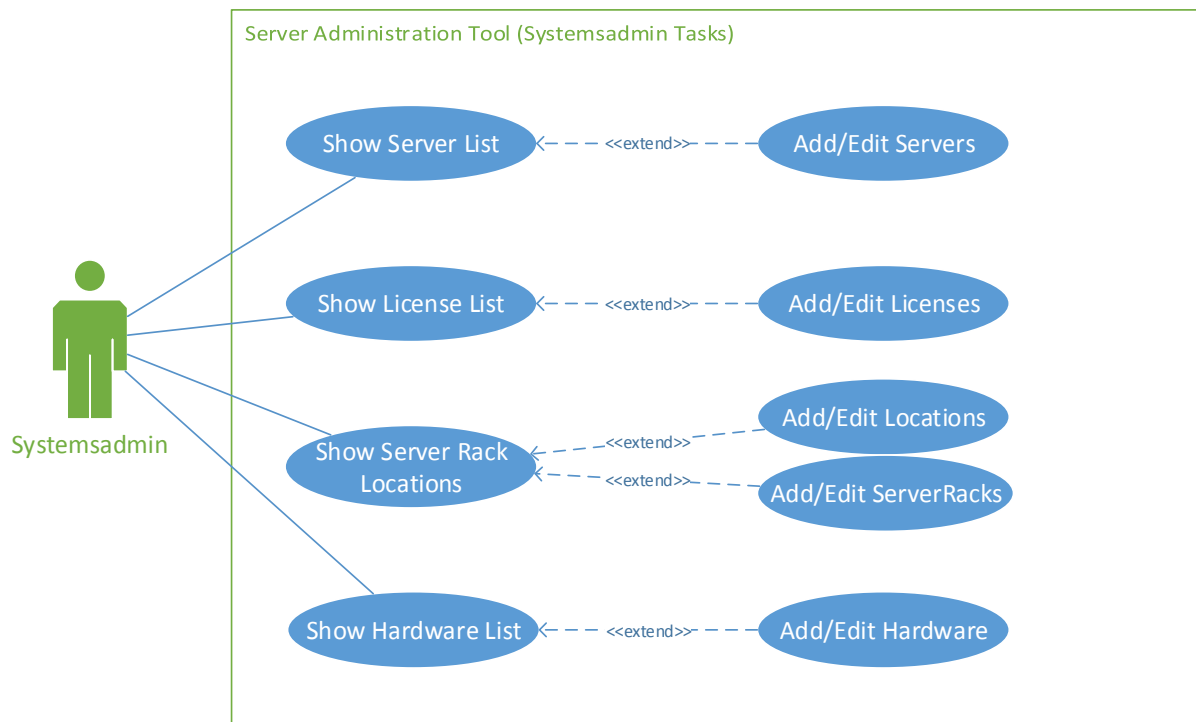 Server Administration Tool (Systemsadmin Tasks)
Show Server List
<<extend>>
Add/Edit Servers
Show License List
<<extend>>
Add/Edit Licenses
Systemsadmin
Show Server Rack
Locations
<<extend>>
Add/Edit Locations
<<extend>>
Add/Edit ServerRacks
Show Hardware List
<<extend>>
Add/Edit Hardware